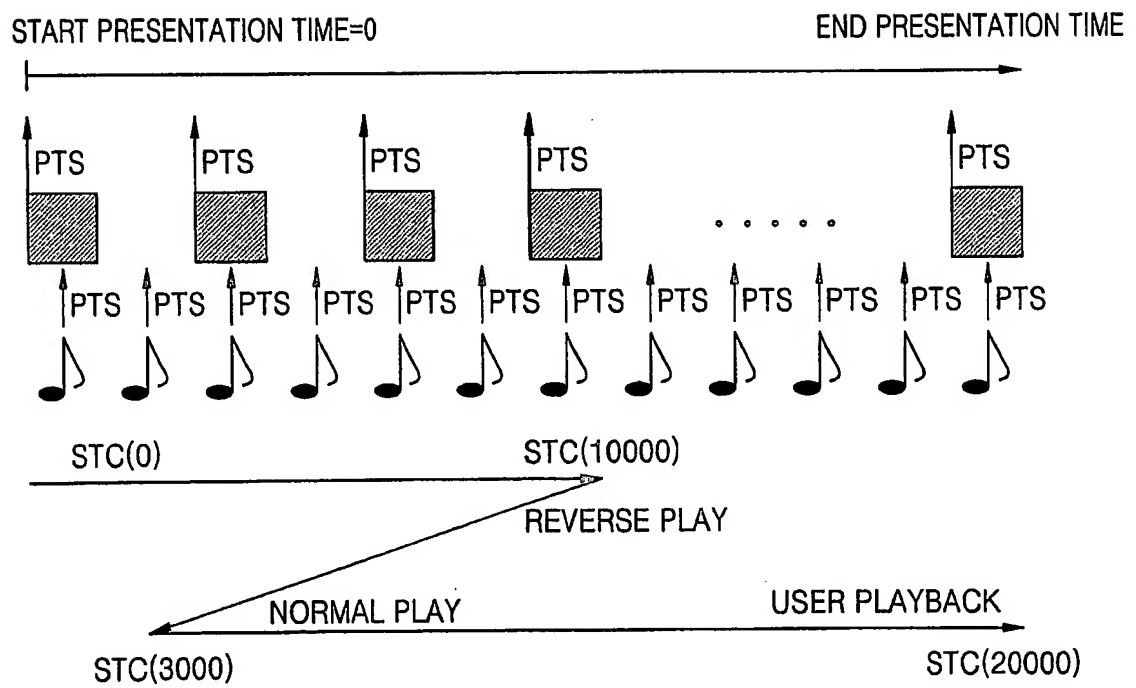 START PRESENTATION TIME=0 END PRESENTATION TIME
PTS PTS PTS PTS PTS
PTS PTS PTS PTS PTS PTS PTS PTS PTS PTS PTS PTS
STC(0) STC(10000)
REVERSE PLAY
NORMAL PLAY USER PLAYBACK
STC(3000) STC(20000)